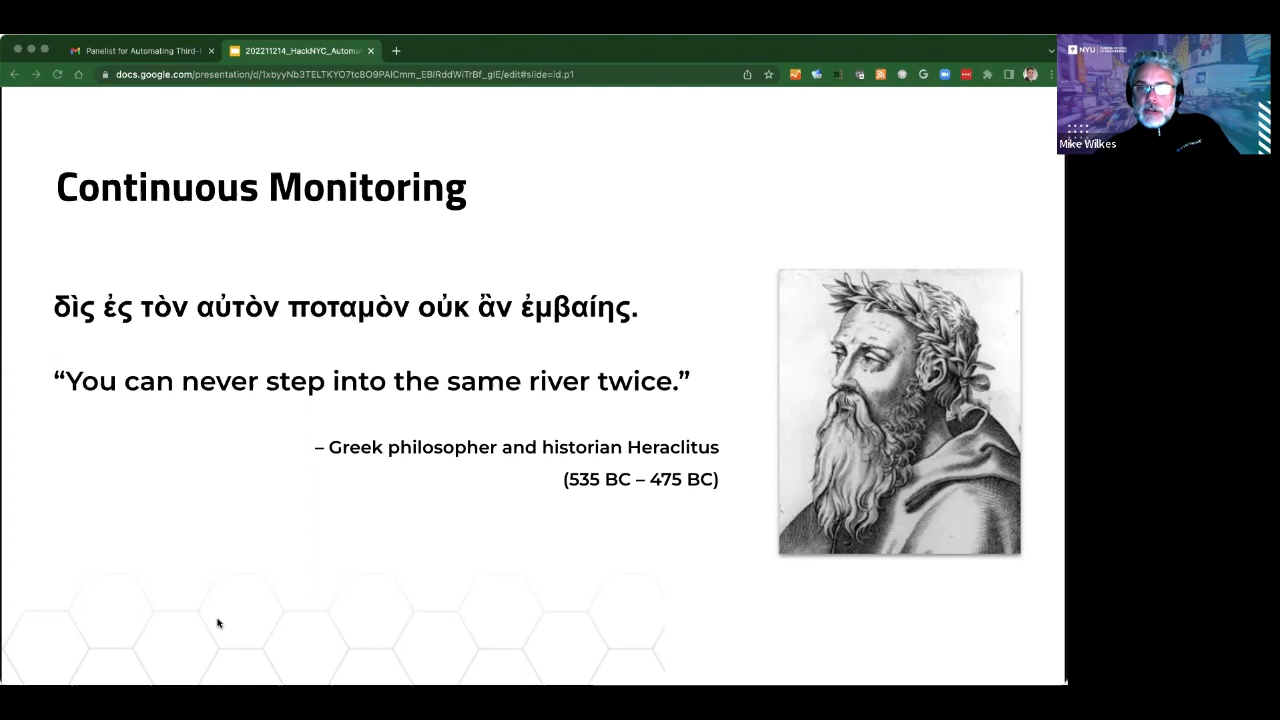 Panelist for Automating Third-
202211214_HackNYC_Automa
docs.google.com/presentation/d/1xbyyNb3TELTKYO7tc8O9PAlCmm_EBlRddWiTrBf_glE/edit#slide=id.p1
NYU
Mike Wilkes
Continuous Monitoring
δὶς ἐς τὸν αὐτὸν ποταμὸν οὐκ ἂν ἐμβαίης.
“You can never step into the same river twice.”
– Greek philosopher and historian Heraclitus
(535 BC – 475 BC)